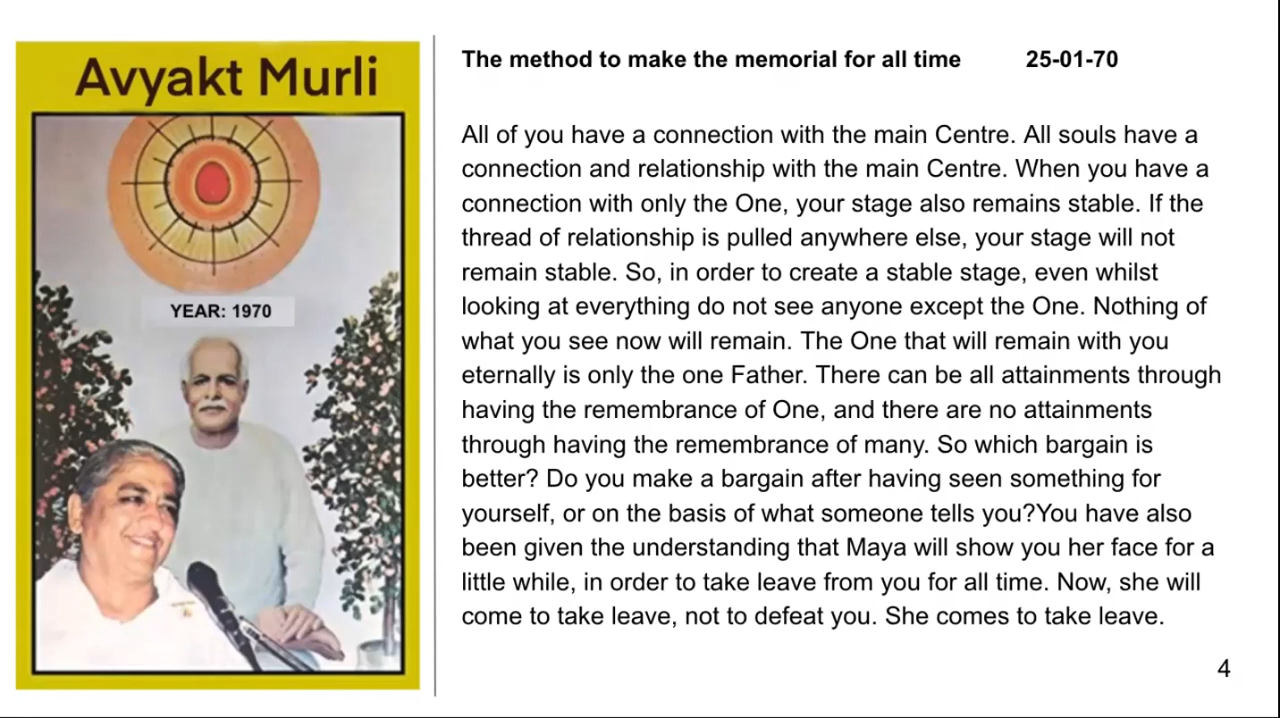 Avyakt Murli
YEAR: 1970
The method to make the memorial for all time 25-01-70
All of you have a connection with the main Centre. All souls have a
connection and relationship with the main Centre. When you have a
connection with only the One, your stage also remains stable. If the
thread of relationship is pulled anywhere else, your stage will not
remain stable. So, in order to create a stable stage, even whilst
looking at everything do not see anyone except the One. Nothing of
what you see now will remain. The One that will remain with you
eternally is only the one Father. There can be all attainments through
having the remembrance of One, and there are no attainments
through having the remembrance of many. So which bargain is
better? Do you make a bargain after having seen something for
yourself, or on the basis of what someone tells you?You have also
been given the understanding that Maya will show you her face for a
little while, in order to take leave from you for all time. Now, she will
come to take leave, not to defeat you. She comes to take leave.
4